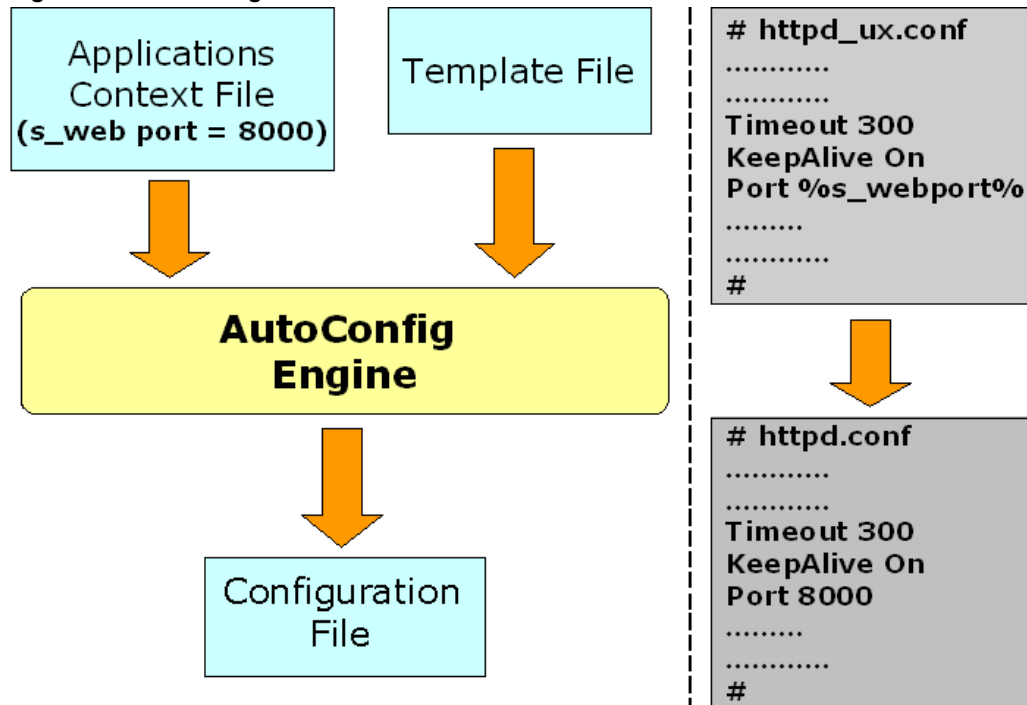 Applications
Context File
(s_web port = 8000)
Template File
AutoConfig
Engine
Configuration
File
# httpd_ux.conf
............
............
Timeout 300
KeepAlive On
Port %s_webport%
.........
............
#
# httpd.conf
............
............
Timeout 300
KeepAlive On
Port 8000
.........
............
#